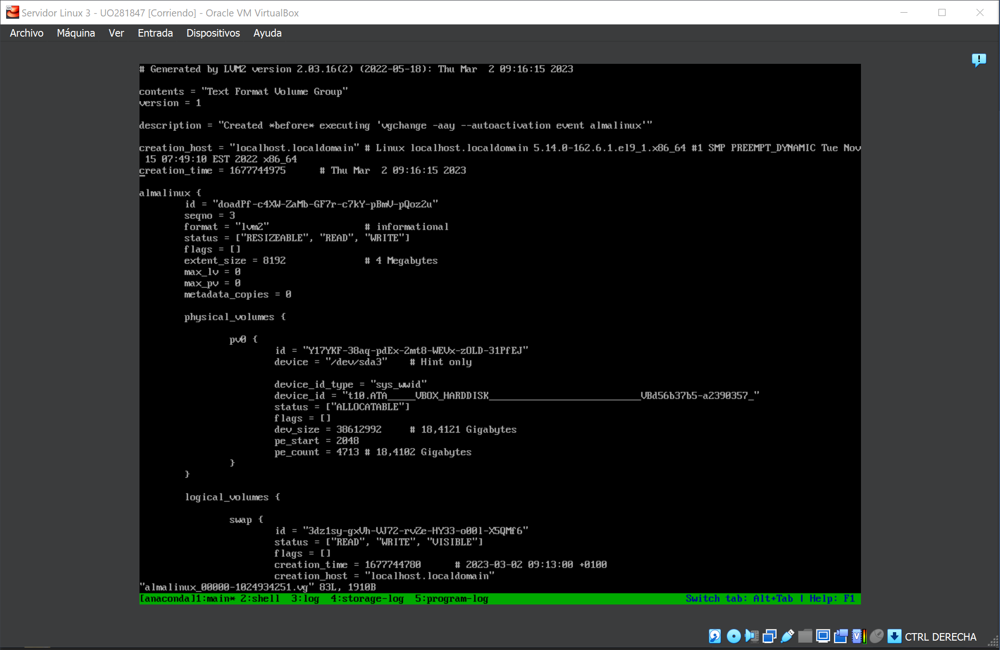 Servidor Linux 3 - UO281847 [Corriendo] - Oracle VM VirtualBox
Archivo Máquina Ver Entrada Dispositivos Ayuda
# Generated by LVM2 version 2.03.16(2) (2022-05-18): Thu Mar  2 09:16:15 2023
contents = "Text Format Volume Group"
version = 1
description = "Created *before* executing 'vgchange -aay --autoactivation event almalinux'"
creation_host = "localhost.localdomain" # Linux localhost.localdomain 5.14.0-162.6.1.el9_1.x86_64 #1 SMP PREEMPT_DYNAMIC Tue Nov
 15 07:49:10 EST 2022 x86_64
creation_time = 1677744975      # Thu Mar  2 09:16:15 2023
almalinux {
id = "doadPf-c4XW-ZaMb-GF7r-c7kY-pBmV-pQoz2u"
seqno = 3
format = "lvm2"                 # informational
status = ["RESIZEABLE", "READ", "WRITE"]
flags = []
extent_size = 8192              # 4 Megabytes
max_lv = 0
max_pv = 0
metadata_copies = 0
physical_volumes {
pv0 {
id = "Y17YKF-38aq-pdEx-2mt8-WEVx-zOLD-31PfEJ"
device = "/dev/sda3"    # Hint only
device_id_type = "sys_wwid"
device_id = "t10.ATA_____VBOX_HARDDISK___________________________VBd56b37b5-a2390357_"
status = ["ALLOCATABLE"]
flags = []
dev_size = 38612992     # 18,4121 Gigabytes
pe_start = 2048
pe_count = 4713 # 18,4102 Gigabytes
}
}
logical_volumes {
swap {
id = "3dz1sy-gxVh-VJ72-rvZe-HY33-o00l-X5QMf6"
status = ["READ", "WRITE", "VISIBLE"]
flags = []
creation_time = 1677744780      # 2023-03-02 09:13:00 +0100
creation_host = "localhost.localdomain"
"almalinux_00000-1024934251.vg" 83L, 1910B
[anaconda]1:main* 2:shell  3:log  4:storage-log  5:program-log Switch tab: Alt+Tab | Help: F1
CTRL DERECHA